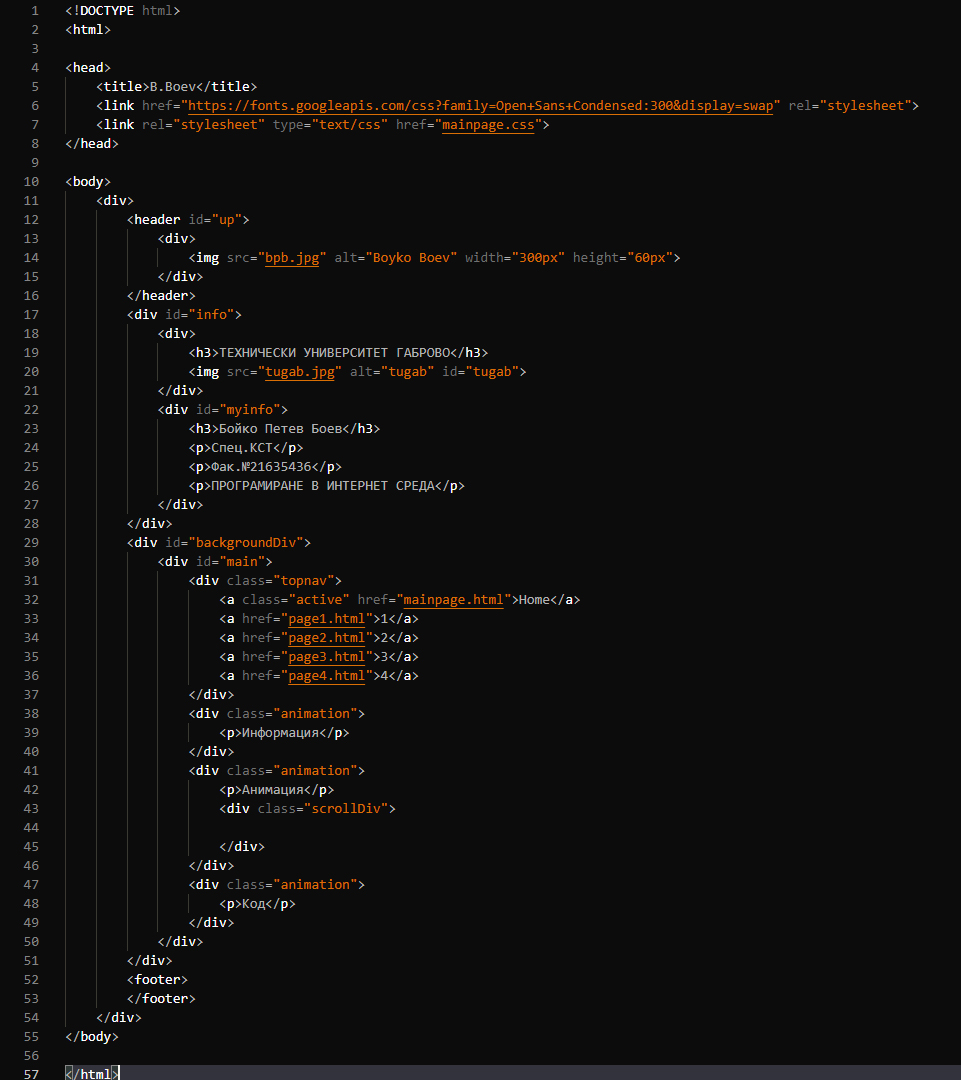 1 <!DOCTYPE html>
2 <html>
3
4 <head>
5     <title>B.Boev</title>
6     <link href="https://fonts.googleapis.com/css?family=Open+Sans+Condensed:300&display=swap" rel="stylesheet">
7     <link rel="stylesheet" type="text/css" href="mainpage.css">
8 </head>
9
10 <body>
11     <div>
12         <header id="up">
13             <div>
14                 <img src="bpb.jpg" alt="Boyko Boev" width="300px" height="60px">
15             </div>
16         </header>
17         <div id="info">
18             <div>
19                 <h3>ТЕХНИЧЕСКИ УНИВЕРСИТЕТ ГАБРОВО</h3>
20                 <img src="tugab.jpg" alt="tugab" id="tugab">
21             </div>
22             <div id="myinfo">
23                 <h3>Бойко Петев Боев</h3>
24                 <p>Спец.КСТ</p>
25                 <p>Фак.№21635436</p>
26                 <p>ПРОГРАМИРАНЕ В ИНТЕРНЕТ СРЕДА</p>
27             </div>
28         </div>
29         <div id="backgroundDiv">
30             <div id="main">
31                 <div class="topnav">
32                     <a class="active" href="mainpage.html">Home</a>
33                     <a href="page1.html">1</a>
34                     <a href="page2.html">2</a>
35                     <a href="page3.html">3</a>
36                     <a href="page4.html">4</a>
37                 </div>
38                 <div class="animation">
39                     <p>Информация</p>
40                 </div>
41                 <div class="animation">
42                     <p>Анимация</p>
43                     <div class="scrollDiv">
44
45                     </div>
46                 </div>
47                 <div class="animation">
48                     <p>Код</p>
49                 </div>
50             </div>
51         </div>
52         <footer>
53         </footer>
54     </div>
55 </body>
56
57 </html>